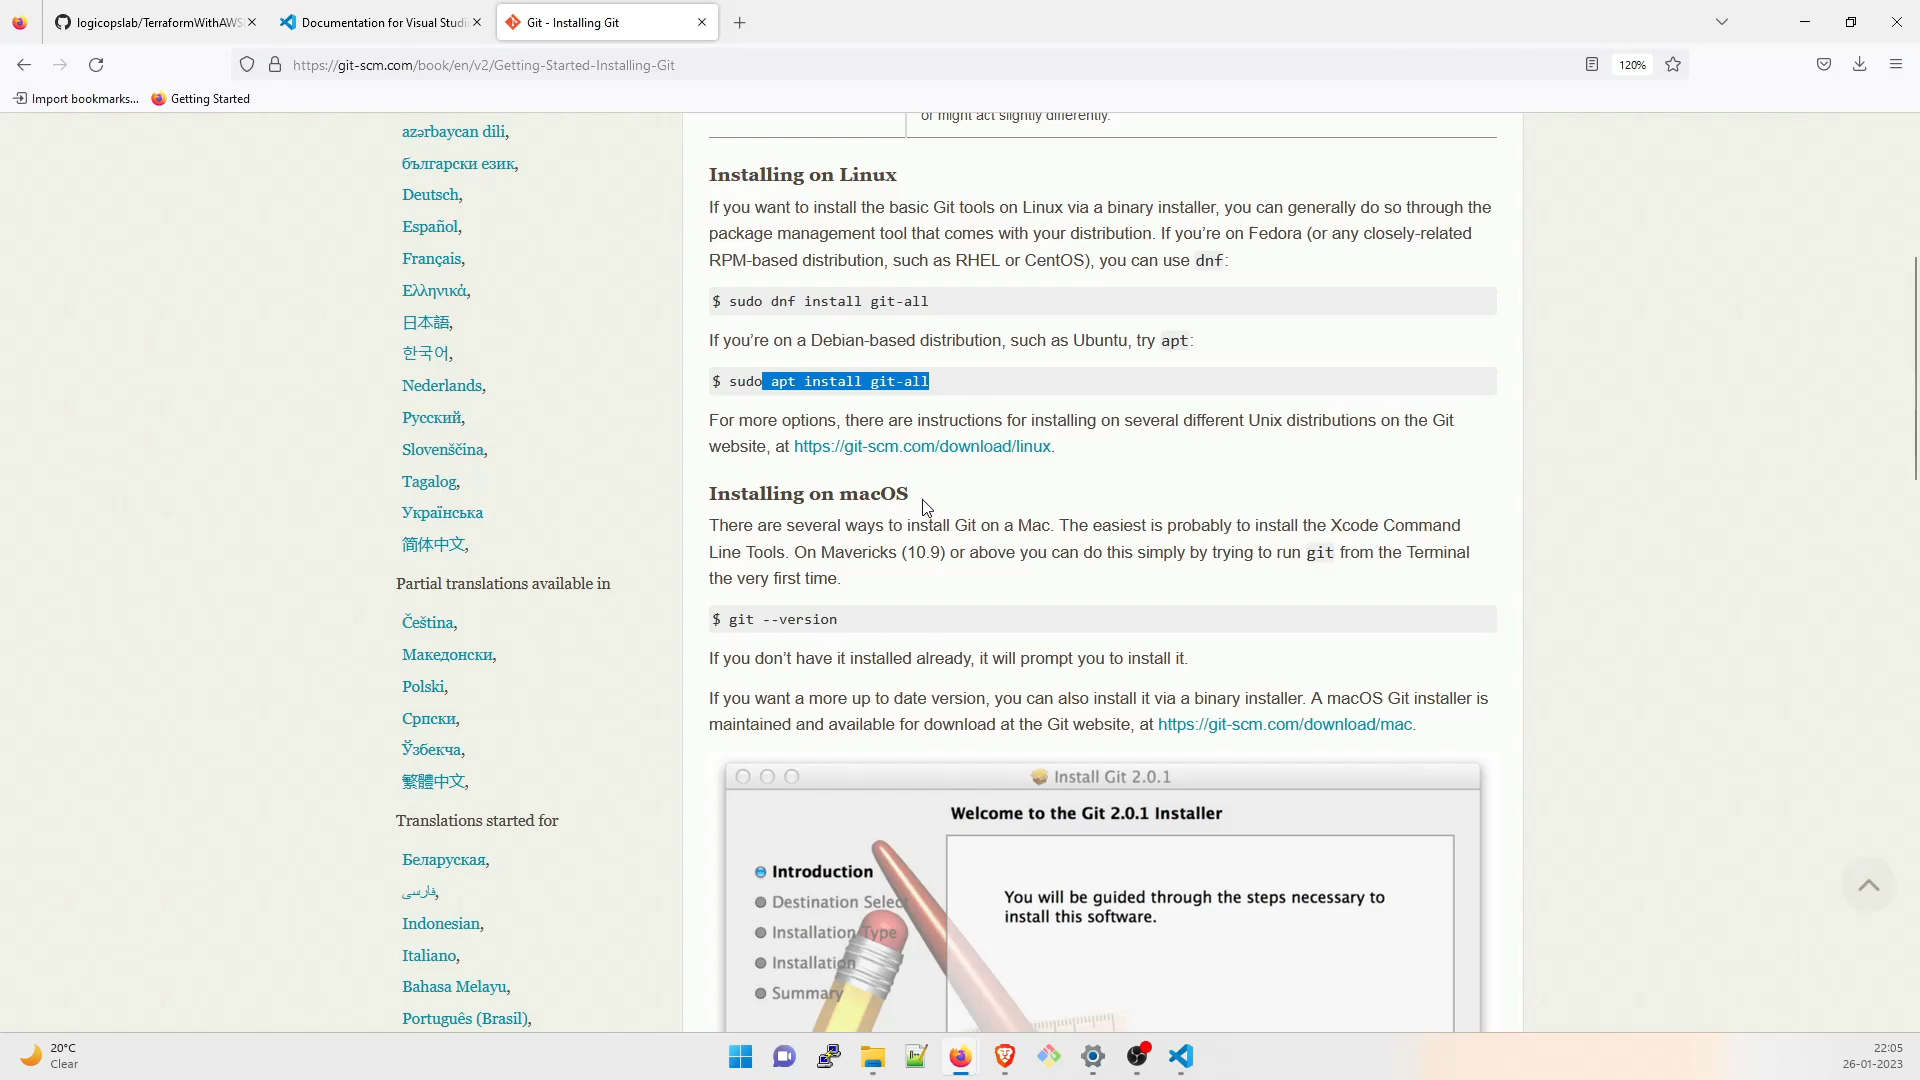 logicopslab/TerraformWithAWS
Documentation for Visual Studi
Git - Installing Git
https://git-scm.com/book/en/v2/Getting-Started-Installing-Git
120%
Import bookmarks...
Getting Started
azərbaycan dili,
български език,
Deutsch,
Español,
Français,
Ελληνικά,
日本語,
한국어,
Nederlands,
Русский,
Slovenščina,
Tagalog,
Українська
简体中文,
Partial translations available in
Čeština,
Македонски,
Polski,
Српски,
Ўзбекча,
繁體中文,
Translations started for
Беларуская,
فارسی,
Indonesian,
Italiano,
Bahasa Melayu,
Português (Brasil),
or might act slightly differently.
Installing on Linux
If you want to install the basic Git tools on Linux via a binary installer, you can generally do so through the
package management tool that comes with your distribution. If you’re on Fedora (or any closely-related
RPM-based distribution, such as RHEL or CentOS), you can use dnf:
$ sudo dnf install git-all
If you’re on a Debian-based distribution, such as Ubuntu, try apt:
$ sudo apt install git-all
For more options, there are instructions for installing on several different Unix distributions on the Git
website, at https://git-scm.com/download/linux.
Installing on macOS
There are several ways to install Git on a Mac. The easiest is probably to install the Xcode Command
Line Tools. On Mavericks (10.9) or above you can do this simply by trying to run git from the Terminal
the very first time.
$ git --version
If you don’t have it installed already, it will prompt you to install it.
If you want a more up to date version, you can also install it via a binary installer. A macOS Git installer is
maintained and available for download at the Git website, at https://git-scm.com/download/mac.
Install Git 2.0.1
Welcome to the Git 2.0.1 Installer
Introduction
Destination Selec
Installation Type
Installation
Summary
You will be guided through the steps necessary to
install this software.
20°C
Clear
22:05
26-01-2023